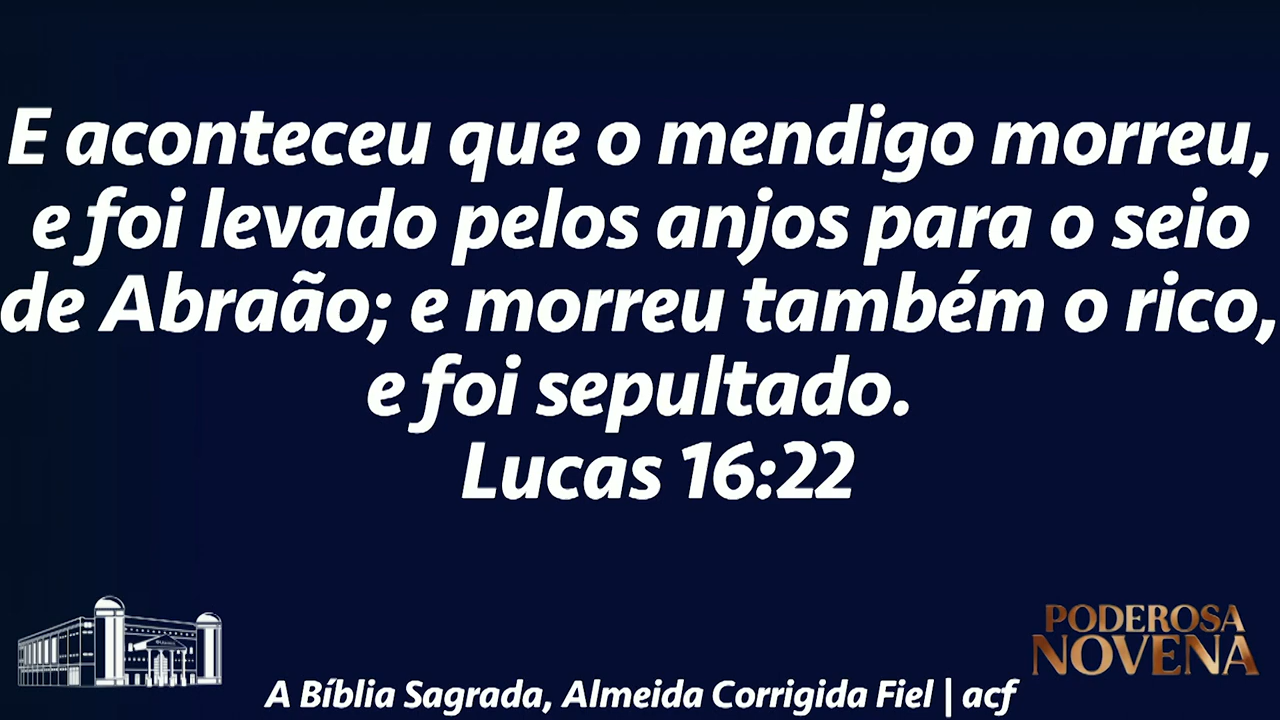 E aconteceu que o mendigo morreu,
e foi levado pelos anjos para o seio
de Abraão; e morreu também o rico,
e foi sepultado.
Lucas 16:22
PODEROSA
NOVENA
A Bíblia Sagrada, Almeida Corrigida Fiel | acf